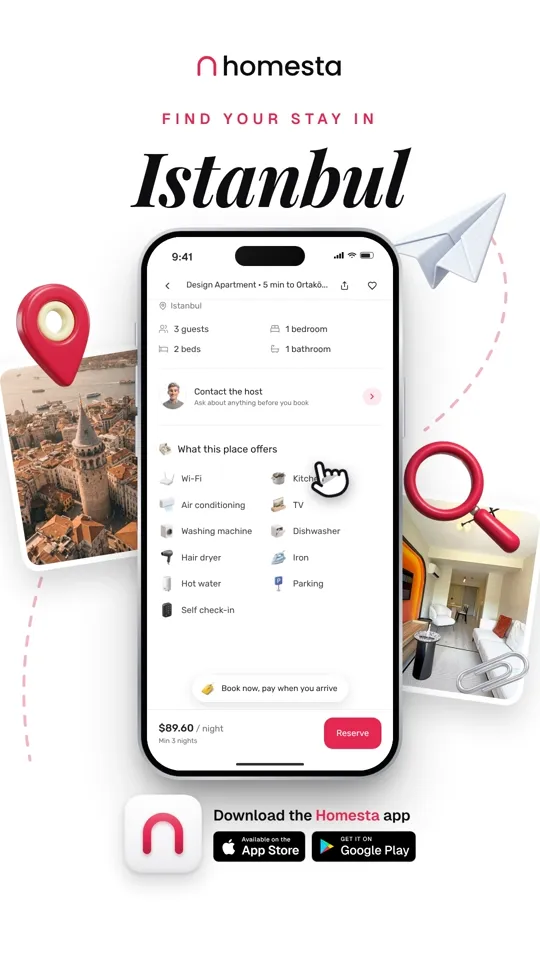 homesta
FIND YOUR STAY IN
Istanbul
9:41
Design Apartment • 5 min to Ortakö...
Istanbul
3 guests
1 bedroom
2 beds
1 bathroom
Contact the host
Ask about anything before you book
What this place offers
Wi-Fi
Kitche
Air conditioning
TV
Washing machine
Dishwasher
Hair dryer
Iron
Hot water
P
Parking
Self check-in
Book now, pay when you arrive
$89.60 / night
Min 3 nights
Reserve
Download the Homesta app
Available on the
App Store
GET IT ON
Google Play